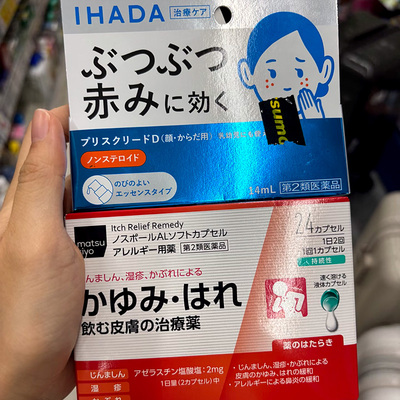 IHADA 治療ケア
ぶつぶつ
赤みに効く
プリスクリードD(顔・からだ用)
ノンステロイド
のびのよい
エッセンスタイプ
14mL 第2類医薬品
matsu
kiyo
Itch Relief Remedy
ノスポールALソフトカプセル
アレルギー用薬 第2類医薬品
24カプセル
1日2回
1回1カプセル
持続性
じんましん、湿疹・かぶれによる
かゆみ・はれ
飲む皮膚の治療薬
速く溶ける
液体カプセル
薬のはたらき
・じんましん、湿疹・かぶれによる
皮膚のかゆみ、はれの緩和
・アレルギーによる鼻炎の緩和
じんましん
湿疹
かぶれ
アゼラスチン塩酸塩:2mg
1日量(2カプセル)中